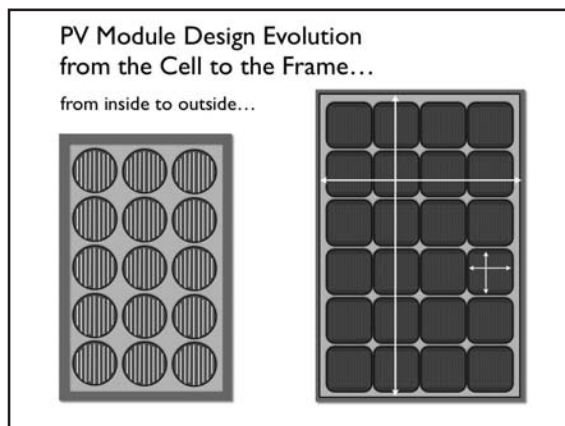 PV Module Design Evolution
from the Cell to the Frame…
from inside to outside…